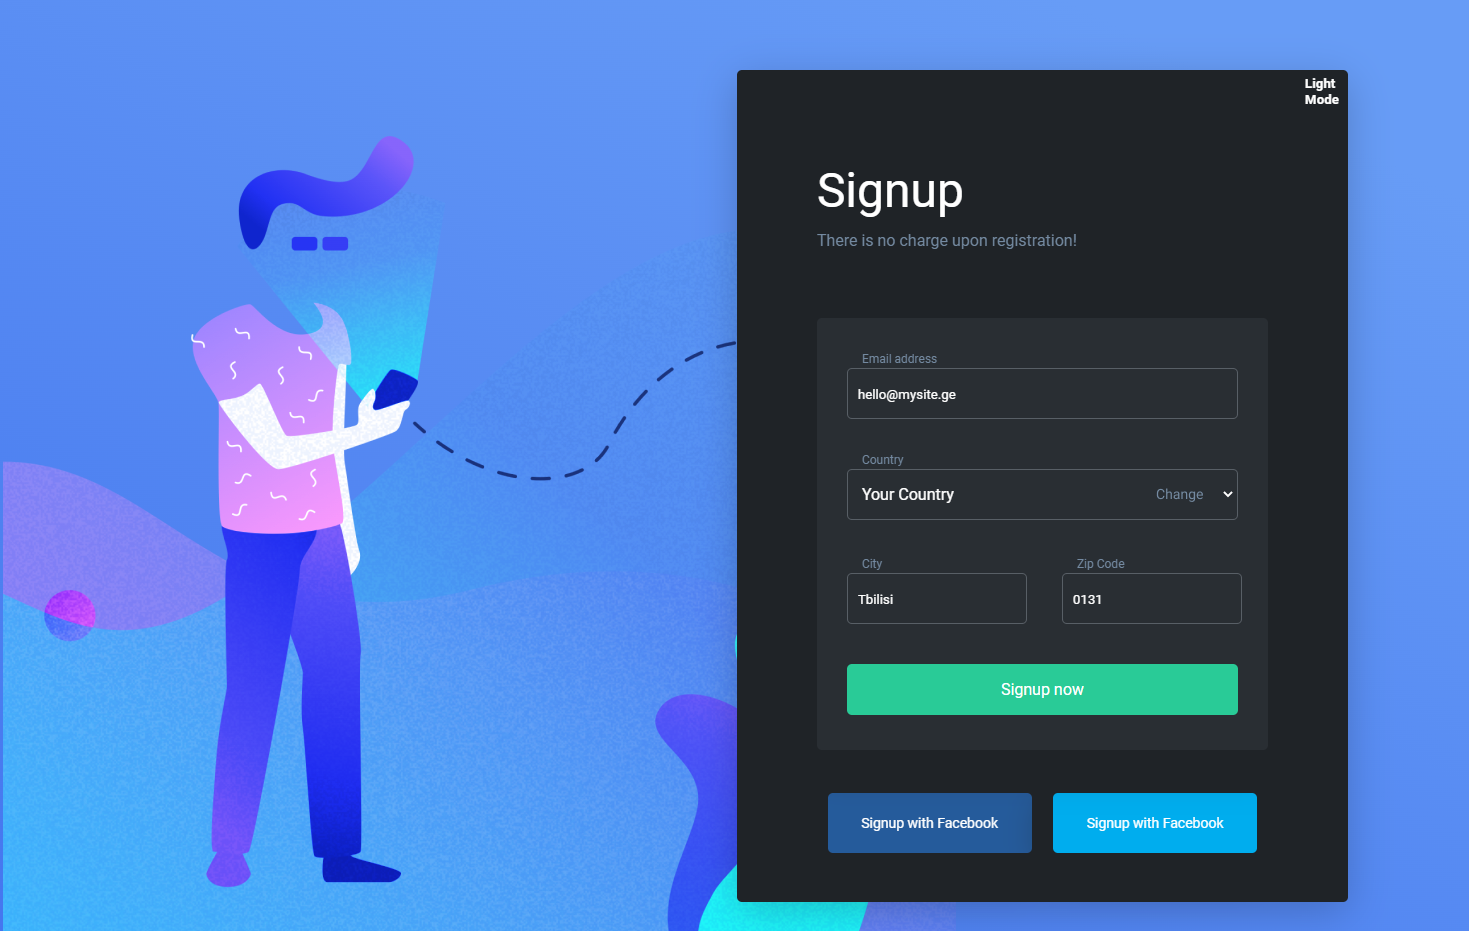 Light
Mode
Signup
There is no charge upon registration!
Email address
hello@mysite.ge
Country
Your Country Change
City Zip Code
Tbilisi 0131
Signup now
Signup with Facebook Signup with Facebook